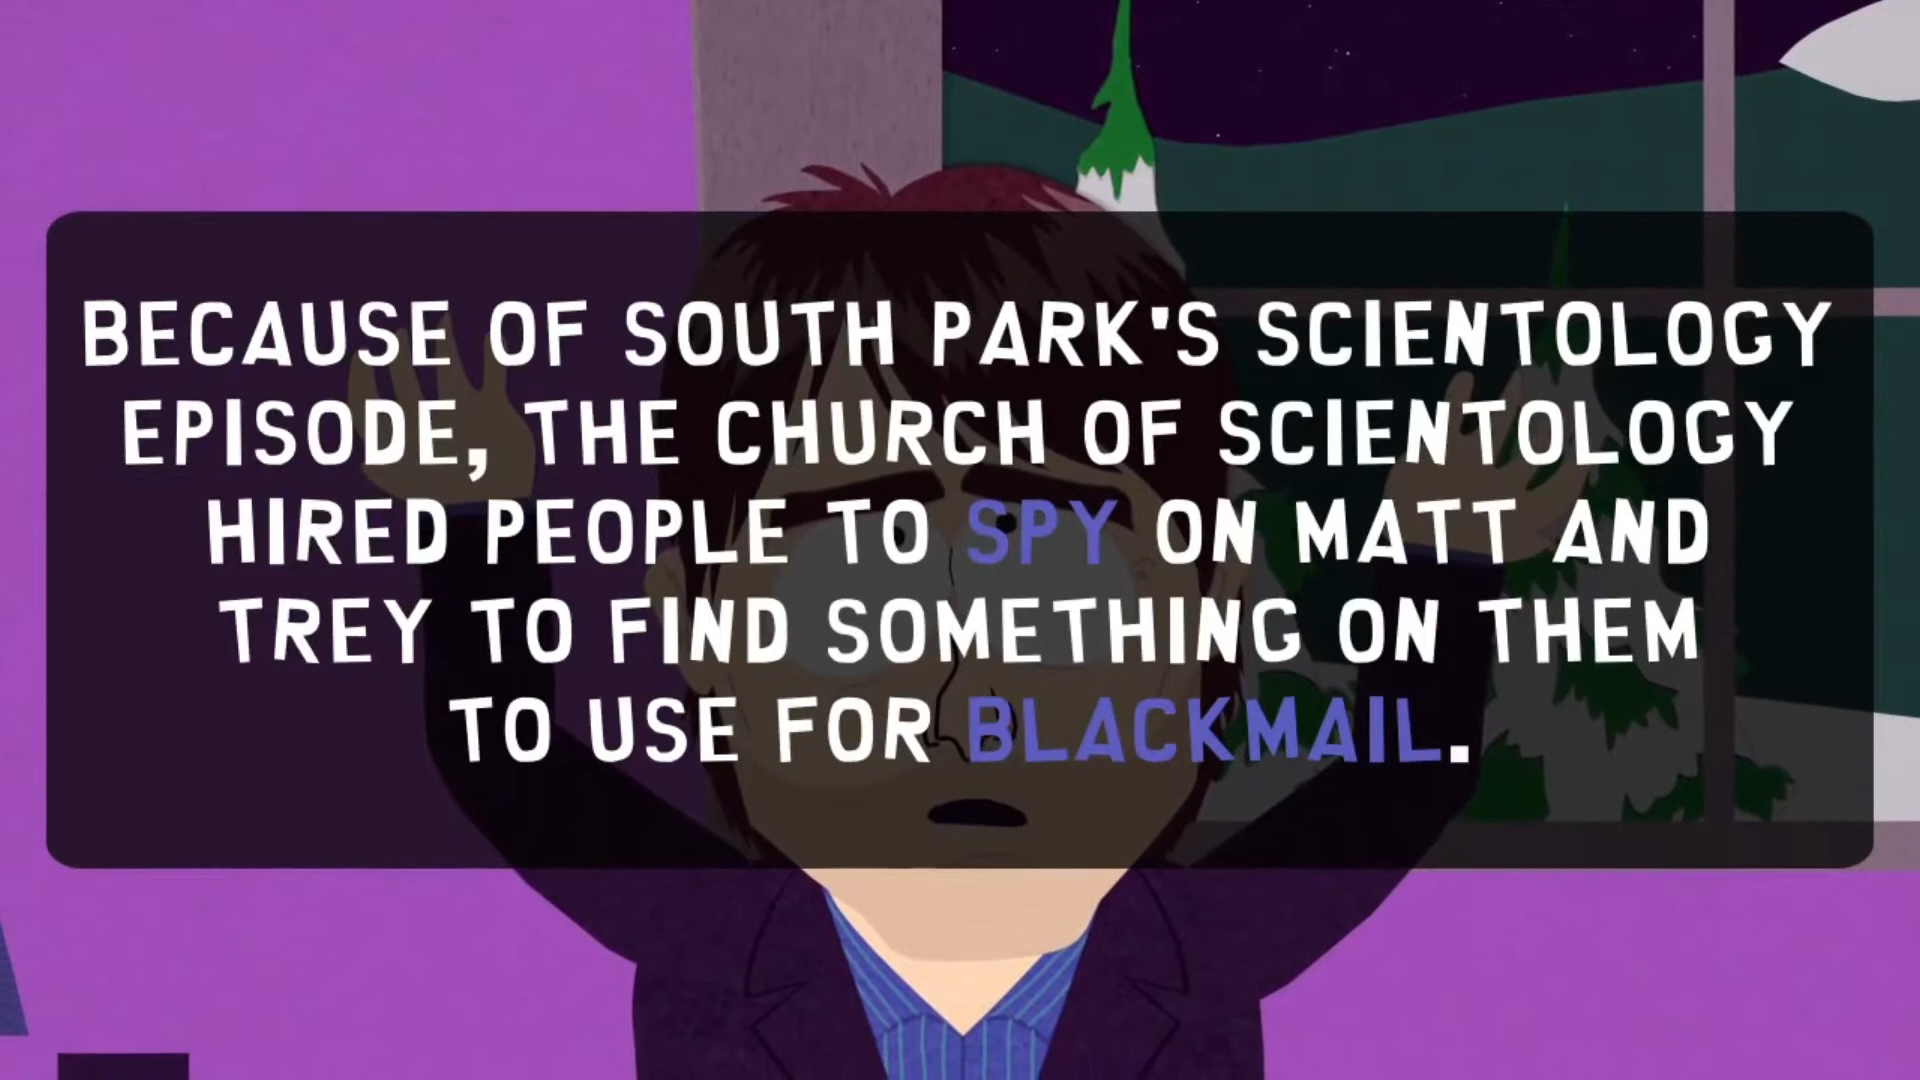 BECAUSE OF SOUTH PARK'S SCIENTOLOGY
EPISODE, THE CHURCH OF SCIENTOLOGY
HIRED PEOPLE TO SPY ON MATT AND
TREY TO FIND SOMETHING ON THEM
TO USE FOR BLACKMAIL.